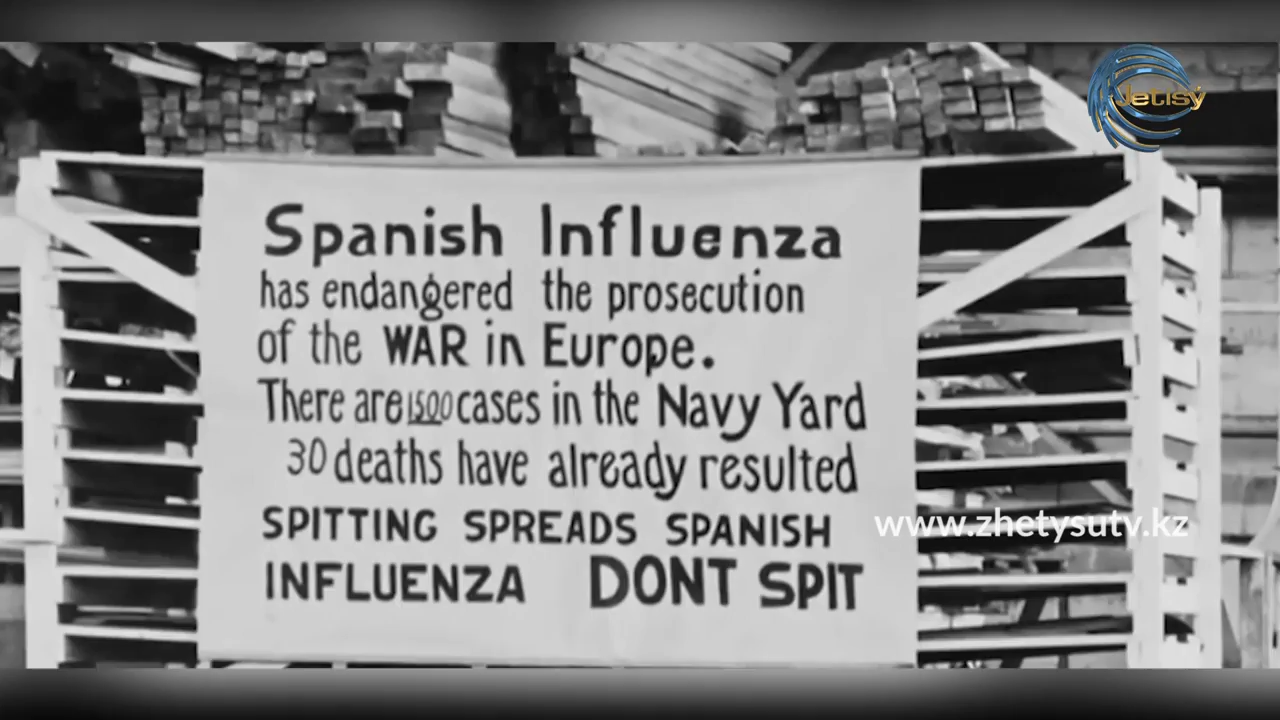 Jetisý
Spanish Influenza
has endangered the prosecution
of the WAR in Europe.
There are 1500 cases in the Navy Yard
30 deaths have already resulted
SPITTING SPREADS SPANISH
INFLUENZA DONT SPIT
www.zhetysutv.kz